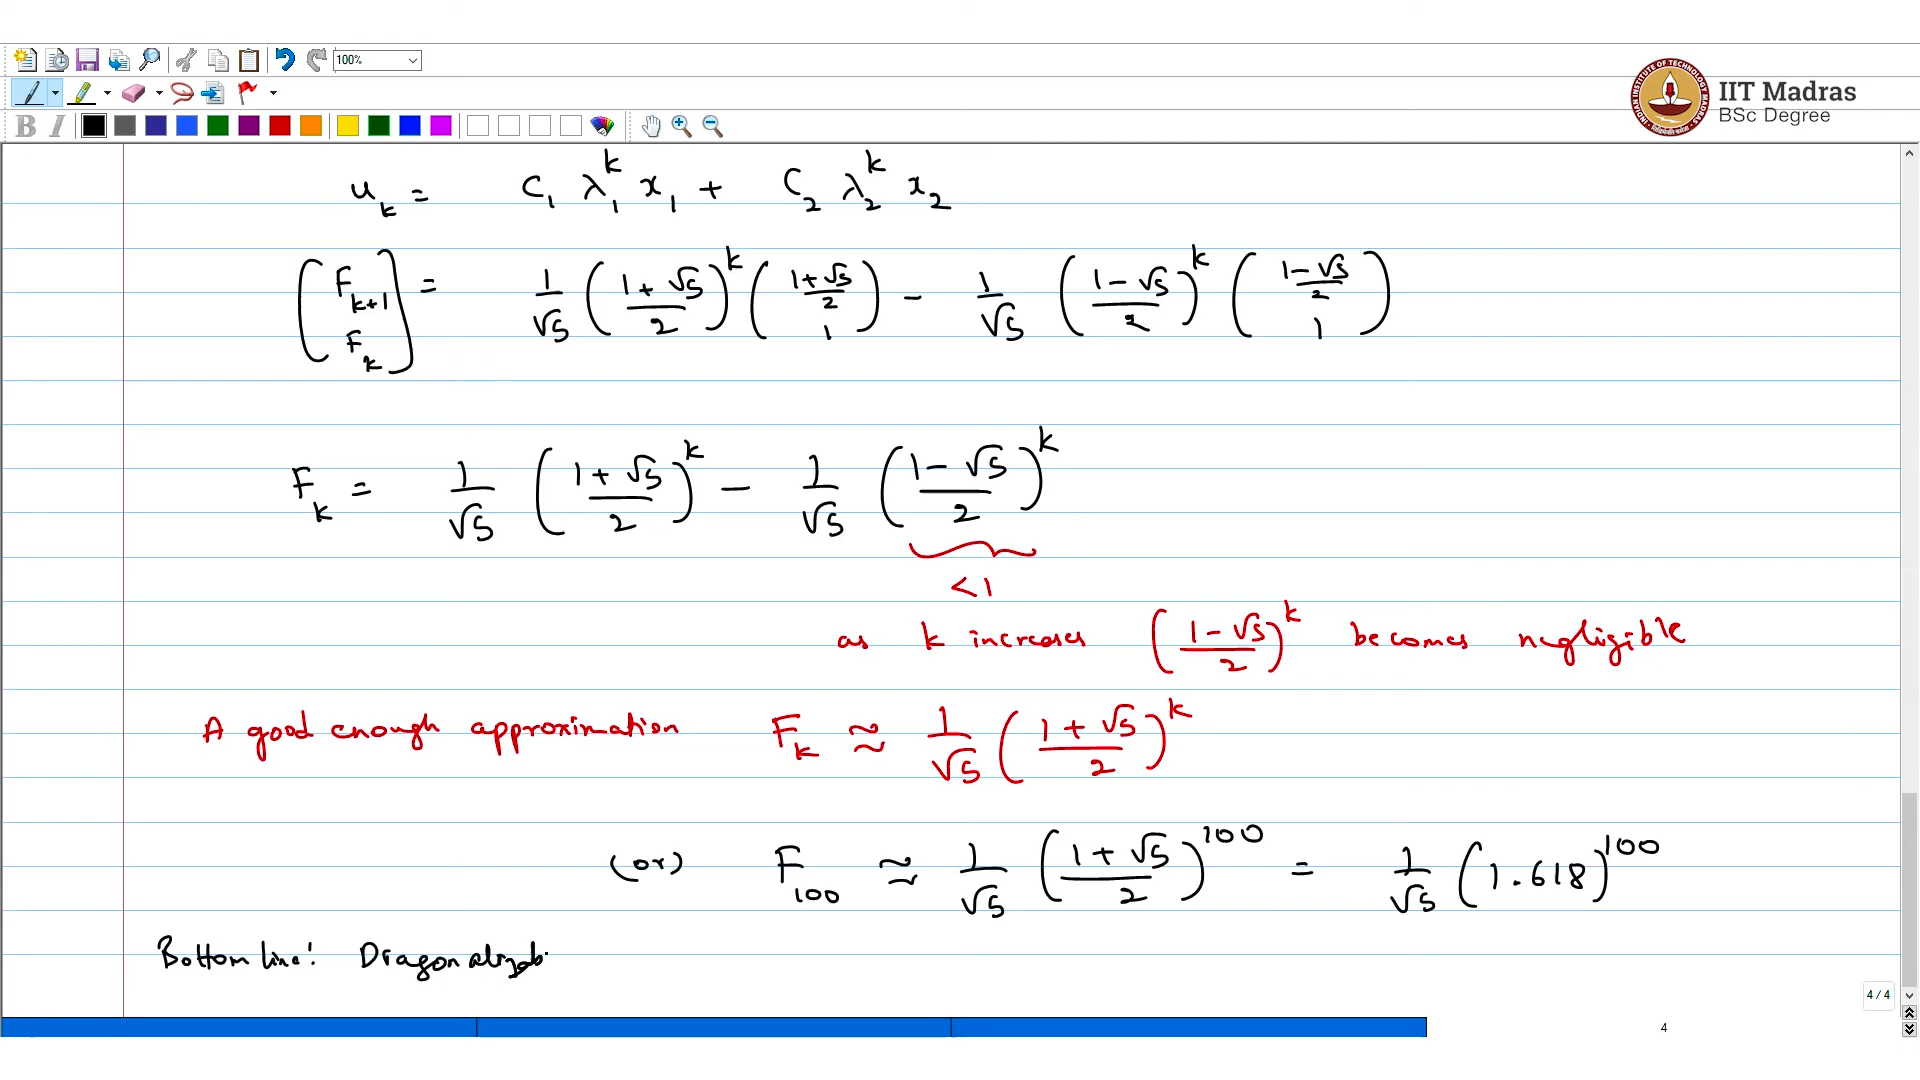 100%
IIT Madras
BSc Degree
u_k = C_1 λ_1^k x_1 + C_2 λ_2^k x_2
(F_{k+1} F_k) = 1/√5 ((1+√5)/2)^k ((1+√5)/2 1) - 1/√5 ((1-√5)/2)^k ((1-√5)/2 1)
F_k = 1/√5 ((1+√5)/2)^k - 1/√5 ((1-√5)/2)^k
<1
as k increases ((1-√5)/2)^k becomes negligible
A good enough approximation F_k ≈ 1/√5 ((1+√5)/2)^k
(or) F_100 ≈ 1/√5 ((1+√5)/2)^100 = 1/√5 (1.618)^100
Bottom line: Diagonalizab
4/4
4